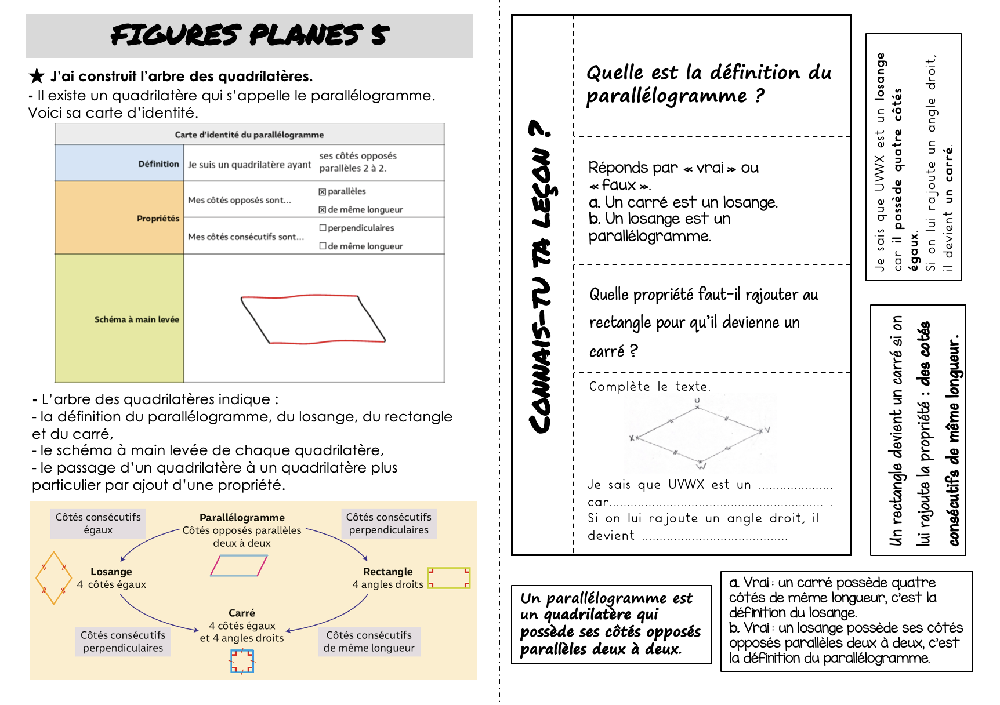 FIGURES PLANES 5
★ J’ai construit l’arbre des quadrilatères.
- Il existe un quadrilatère qui s’appelle le parallélogramme.
Voici sa carte d’identité.
Carte d’identité du parallélogramme
Définition
Je suis un quadrilatère ayant
ses côtés opposés
parallèles 2 à 2.
Propriétés
Mes côtés opposés sont...
☒ parallèles
☒ de même longueur
Mes côtés consécutifs sont...
☐ perpendiculaires
☐ de même longueur
Schéma à main levée
- L’arbre des quadrilatères indique :
- la définition du parallélogramme, du losange, du rectangle
et du carré,
- le schéma à main levée de chaque quadrilatère,
- le passage d’un quadrilatère à un quadrilatère plus
particulier par ajout d’une propriété.
Côtés consécutifs
égaux
Parallélogramme
Côtés opposés parallèles
deux à deux
Côtés consécutifs
perpendiculaires
Losange
4 côtés égaux
Rectangle
4 angles droits
Carré
4 côtés égaux
et 4 angles droits
Côtés consécutifs
perpendiculaires
Côtés consécutifs
de même longueur
CONNAIS-TU TA LEÇON ?
Quelle est la définition du
parallélogramme ?
Réponds par « vrai » ou
« faux ».
a. Un carré est un losange.
b. Un losange est un
parallélogramme.
Quelle propriété faut-il rajouter au
rectangle pour qu’il devienne un
carré ?
Complète le texte.
U
X
V
W
Je sais que UVWX est un .....................
car............................................................. .
Si on lui rajoute un angle droit, il
devient .........................................
Je sais que UVWX est un losange
car il possède quatre côtés
égaux.
Si on lui rajoute un angle droit,
il devient un carré.
Un rectangle devient un carré si on
lui rajoute la propriété : des cotés
consécutifs de même longueur.
Un parallélogramme est
un quadrilatère qui
possède ses côtés opposés
parallèles deux à deux.
a. Vrai : un carré possède quatre
côtés de même longueur, c’est la
définition du losange.
b. Vrai : un losange possède ses côtés
opposés parallèles deux à deux, c’est
la définition du parallélogramme.